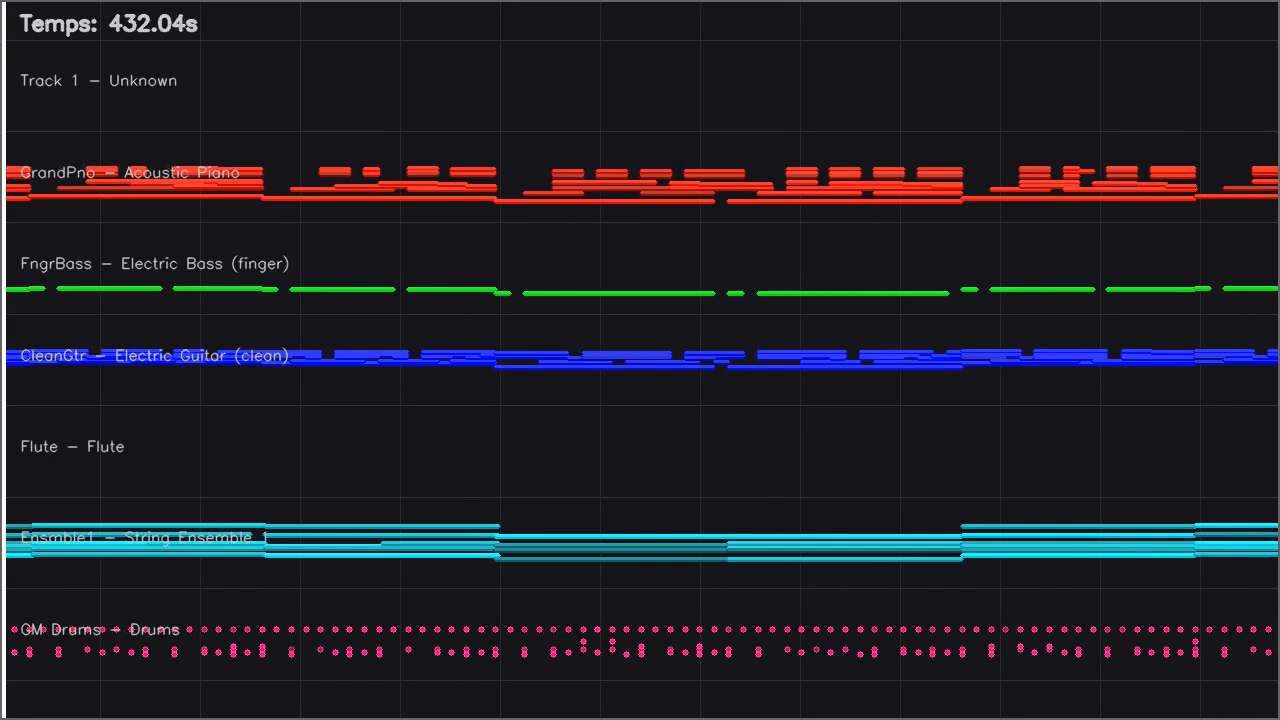 Temps: 432.04s
Track 1 - Unknown
GrandPno - Acoustic Piano
FngrBass - Electric Bass (finger)
CleanGtr - Electric Guitar (clean)
Flute - Flute
Ensmble1 - String Ensemble 1
GM Drums - Drums